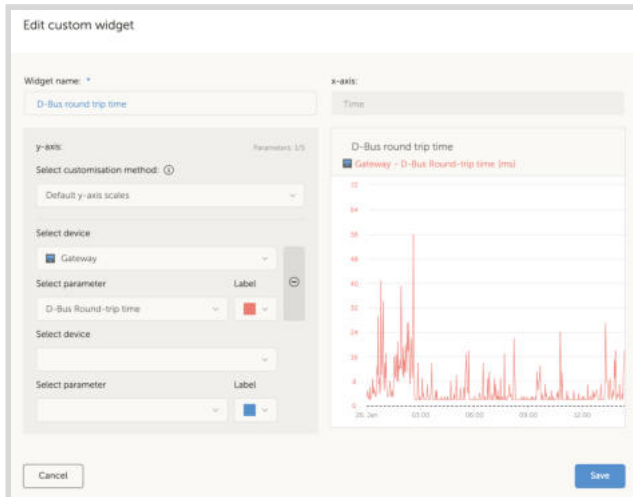 Edit custom widget
Widget name: *
D-Bus round trip time
y-axis:
Parameters: 1/5
Select customisation method:
Default y-axis scales
Select device
Gateway
Select parameter
Label
D-Bus Round-trip time
Select device
Select parameter
Label
x-axis:
Time
D-Bus round trip time
Gateway - D-Bus Round-trip time [ms]
72
64
56
48
40
32
24
16
8
0
28. Jan
03:00
06:00
09:00
12:00
Cancel
Save